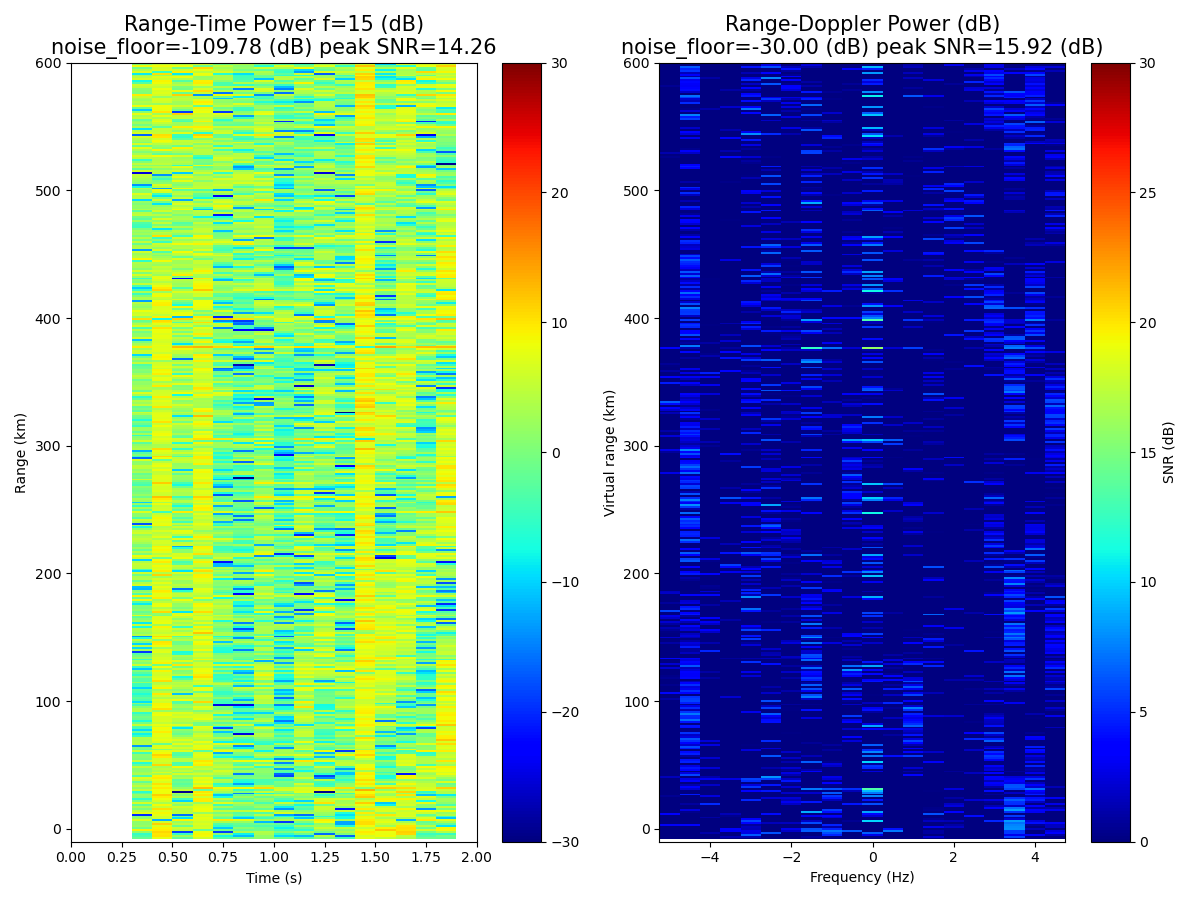 Range-Time Power f=15 (dB)
noise_floor=-109.78 (dB) peak SNR=14.26
600
500
400
300
200
100
0
Range (km)
0.00 0.25 0.50 0.75 1.00 1.25 1.50 1.75 2.00
Time (s)
30
20
10
0
−10
−20
−30
Range-Doppler Power (dB)
noise_floor=-30.00 (dB) peak SNR=15.92 (dB)
600
500
400
300
200
100
0
Virtual range (km)
−4 −2 0 2 4
Frequency (Hz)
30
25
20
15
10
5
0
SNR (dB)